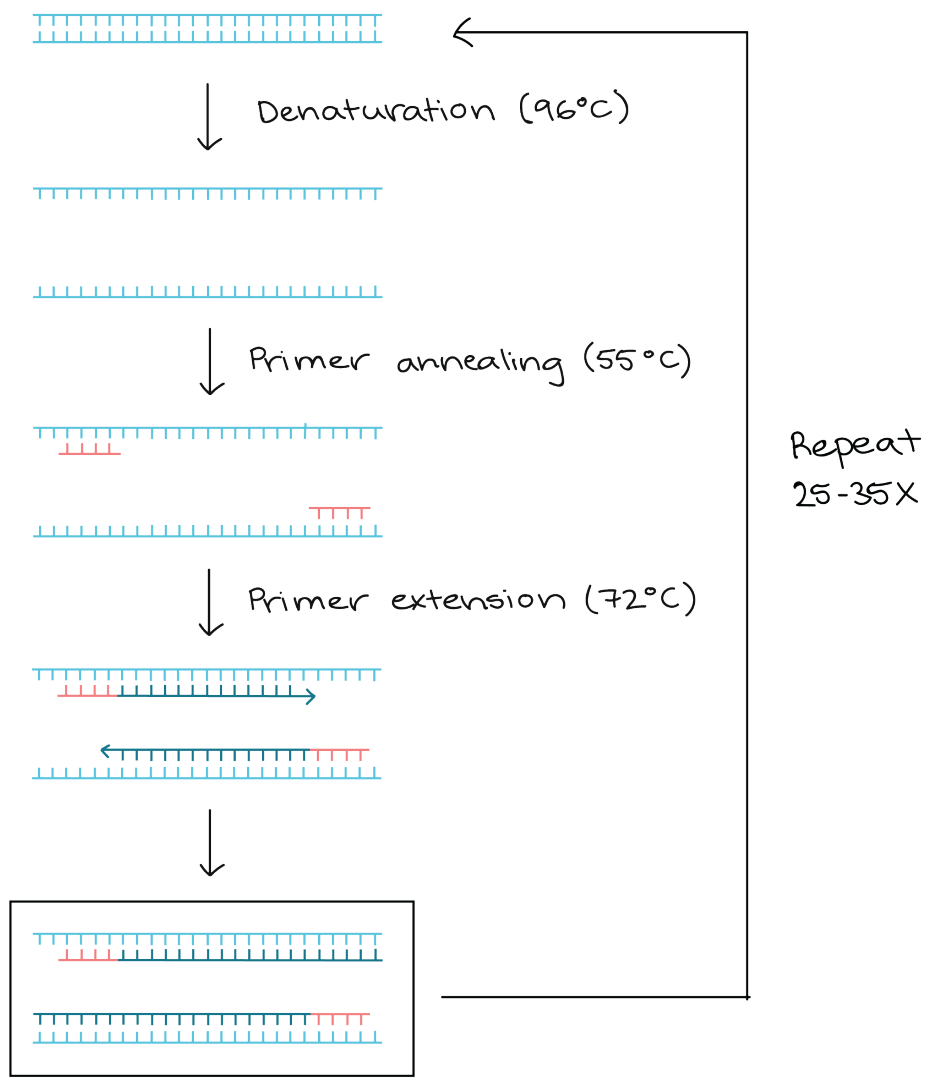 Denaturation (96°C)
Primer annealing (55°C)
Repeat
25-35X
Primer extension (72°C)